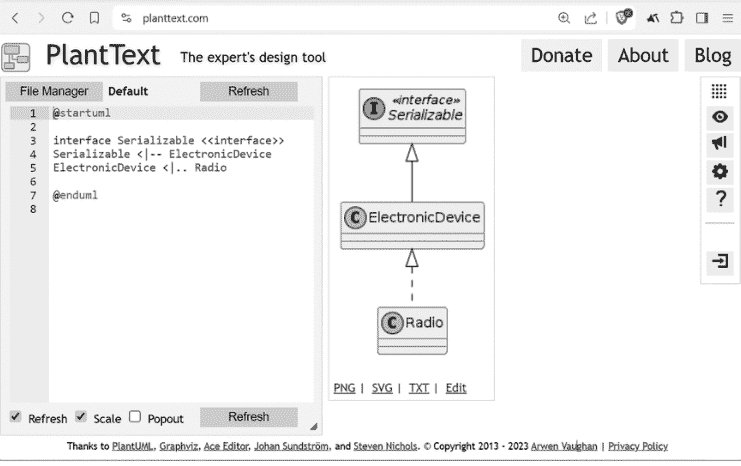 planttext.com
PlantText The expert's design tool Donate About Blog
File Manager Default Refresh
1 @startuml
2
3 interface Serializable <<interface>>
4 Serializable <|-- ElectronicDevice
5 ElectronicDevice <|.. Radio
6
7 @enduml
8
I «interface»
Serializable
C ElectronicDevice
C Radio
PNG | SVG | TXT | Edit
Refresh Scale Popout Refresh
Thanks to PlantUML, Graphviz, Ace Editor, Johan Sundström, and Steven Nichols. © Copyright 2013 - 2023 Arwen Vaughan | Privacy Policy